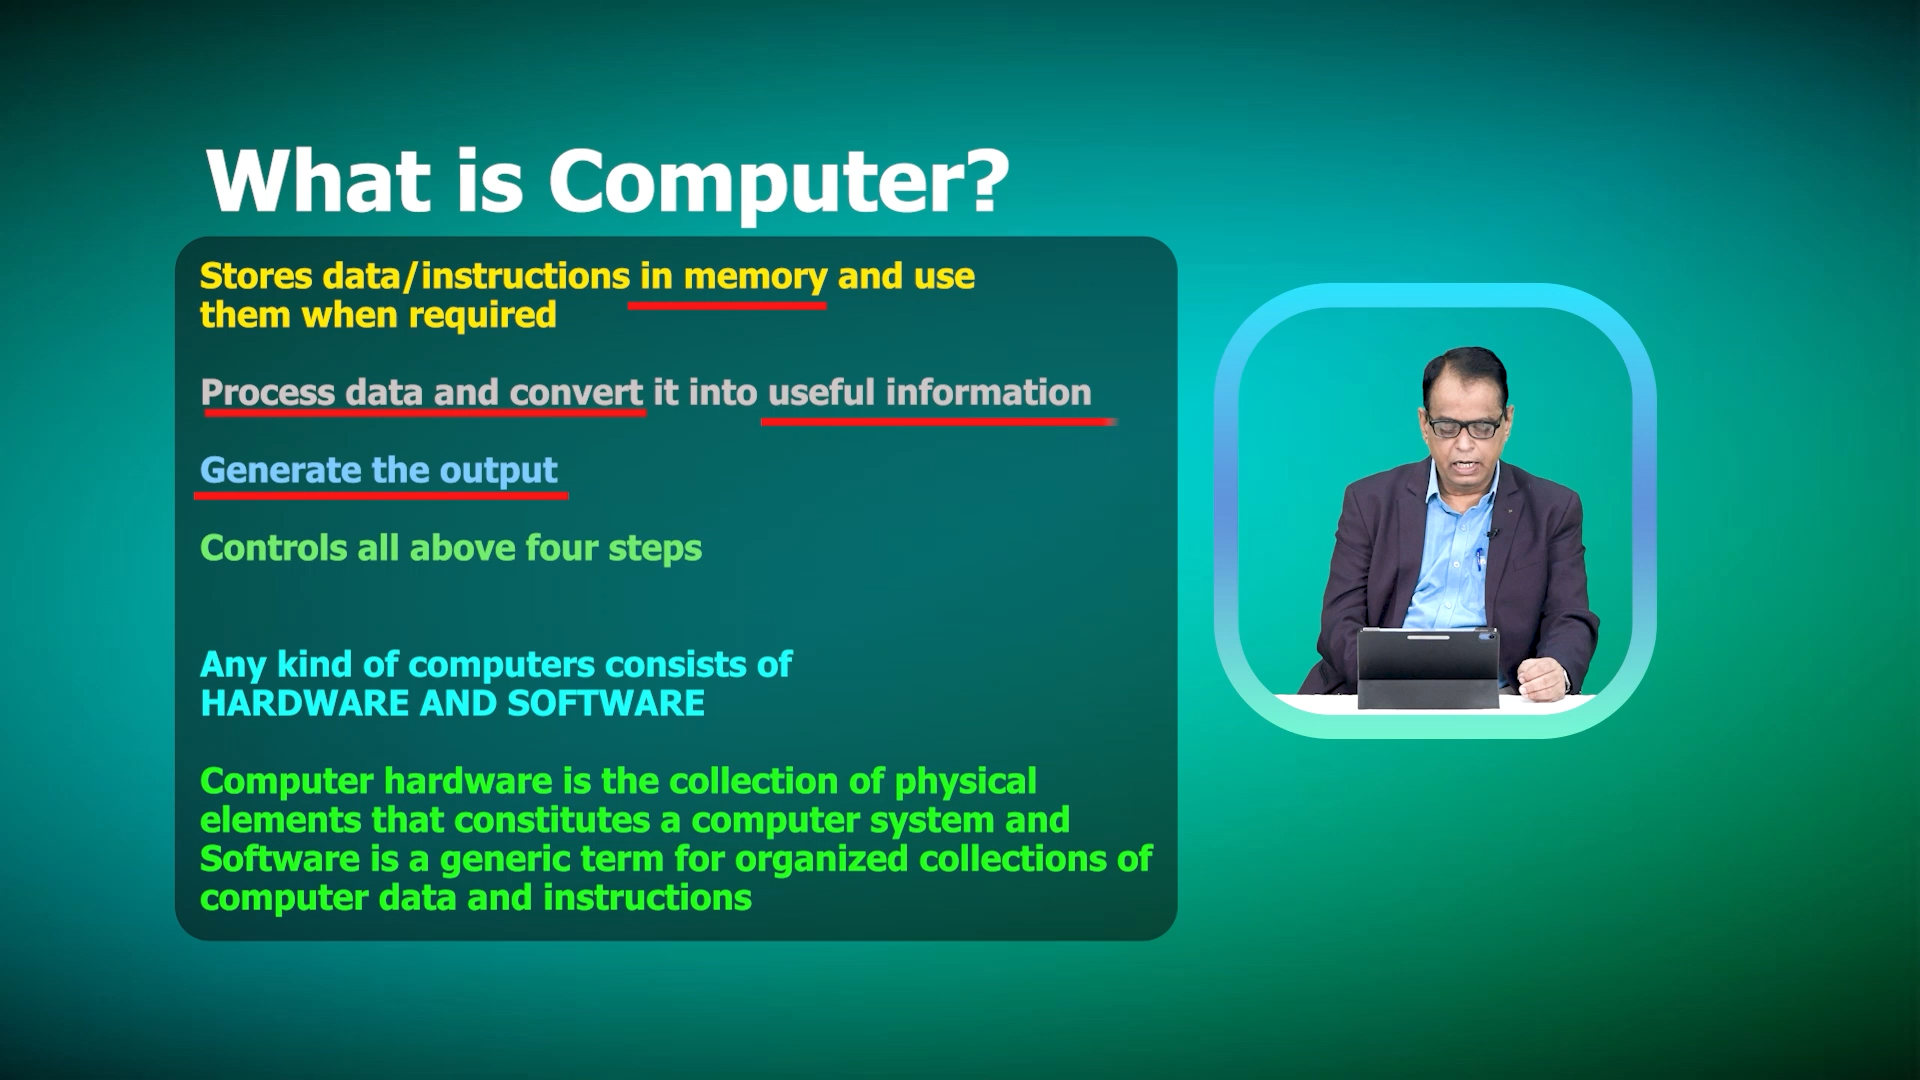 What is Computer?
Stores data/instructions in memory and use
them when required
Process data and convert it into useful information
Generate the output
Controls all above four steps
Any kind of computers consists of
HARDWARE AND SOFTWARE
Computer hardware is the collection of physical
elements that constitutes a computer system and
Software is a generic term for organized collections of
computer data and instructions